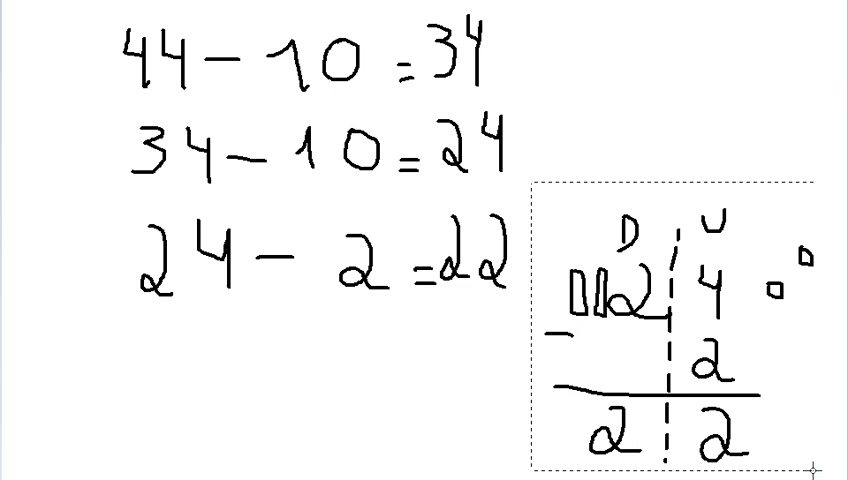 44 - 10 = 34
34 - 10 = 24
24 - 2 = 22
D U
2 4
- 2
2 2